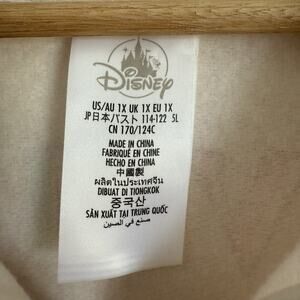 Disney
US/AU 1X UK 1X EU 1X
JP日本バスト 114-122 5L
CN 170/124C
MADE IN CHINA
FABRIQUÉ EN CHINE
HECHO EN CHINA
中國製
ผลิตในประเทศจีน
DIBUAT DI TIONGKOK
중국산
SẢN XUẤT TẠI TRUNG QUỐC
صنع في الصين